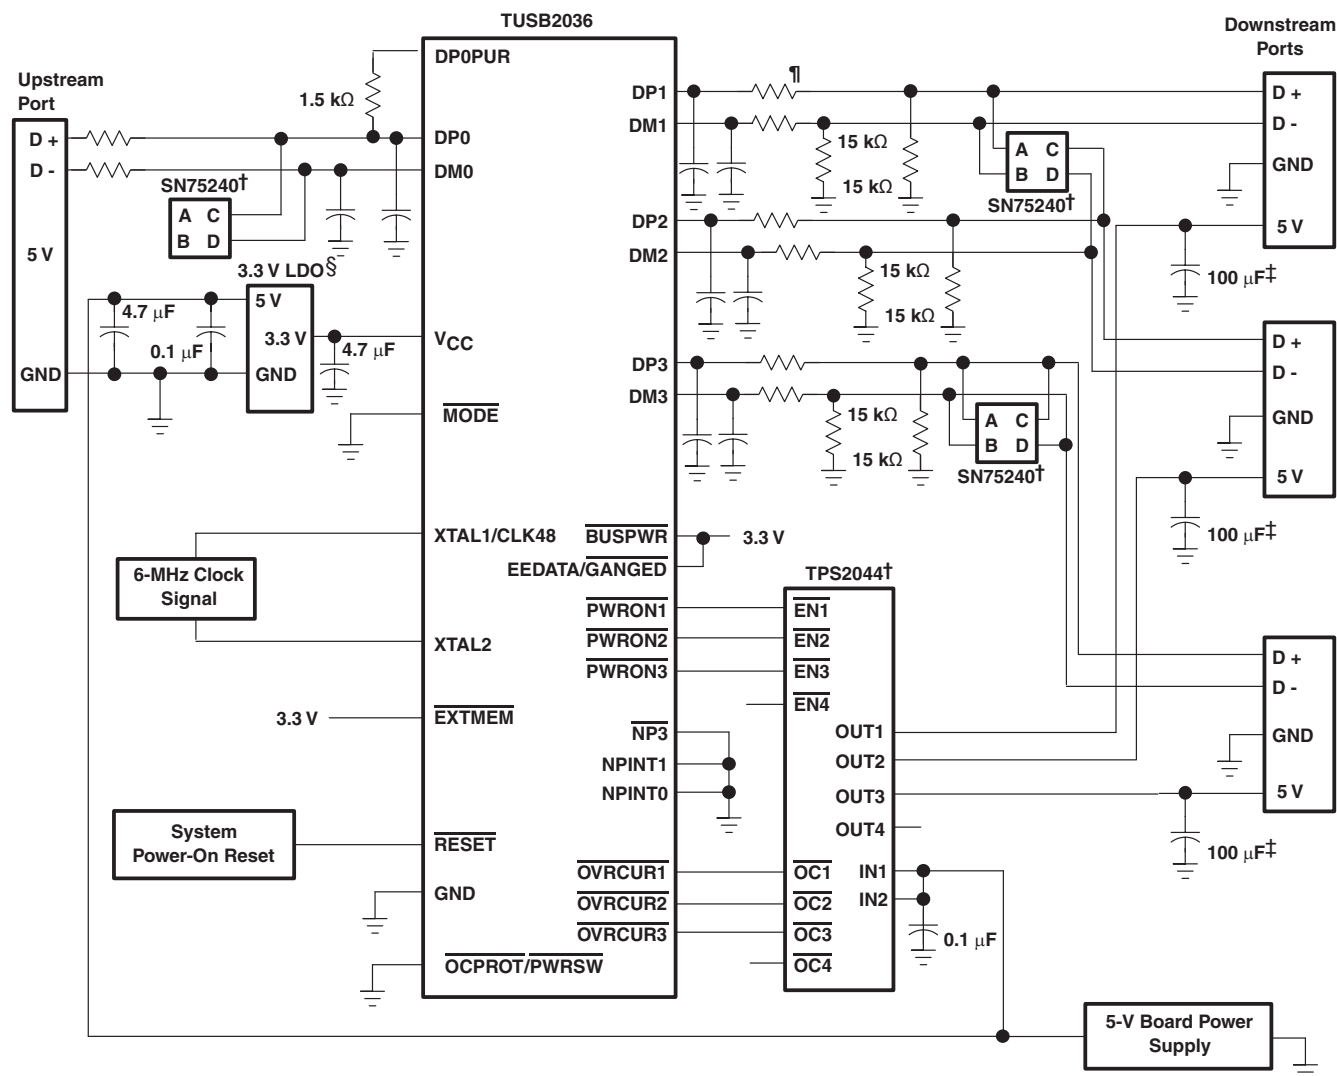 TUSB2036
Upstream
Port
D +
D -
5 V
GND
1.5 kΩ
SN75240†
A C
B D
3.3 V LDO§
5 V
3.3 V
GND
4.7 μF
0.1 μF
4.7 μF
6-MHz Clock
Signal
3.3 V
System
Power-On Reset
DP0PUR
DP0
DM0
VCC
MODE
XTAL1/CLK48
XTAL2
EXTMEM
RESET
GND
OCPROT/PWRSW
DP1
DM1
DP2
DM2
DP3
DM3
BUSPWR
EEDATA/GANGED
PWRON1
PWRON2
PWRON3
NP3
NPINT1
NPINT0
OVRCUR1
OVRCUR2
OVRCUR3
¶
15 kΩ
15 kΩ
A C
B D
SN75240†
15 kΩ
15 kΩ
15 kΩ
15 kΩ
A C
B D
SN75240†
3.3 V
TPS2044†
EN1
EN2
EN3
EN4
OUT1
OUT2
OUT3
OUT4
OC1
OC2
OC3
OC4
IN1
IN2
0.1 μF
Downstream
Ports
D +
D -
GND
5 V
100 μF‡
D +
D -
GND
5 V
100 μF‡
D +
D -
GND
5 V
100 μF‡
5-V Board Power
Supply